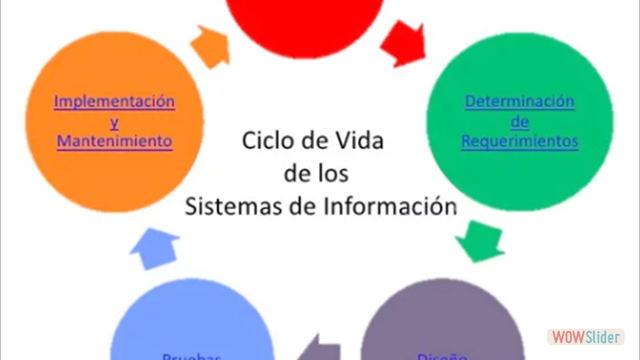 Implementación
y
Mantenimiento
Determinación
de
Requerimientos
Ciclo de Vida
de los
Sistemas de Información
Pruebas
Diseño
WOWSlider